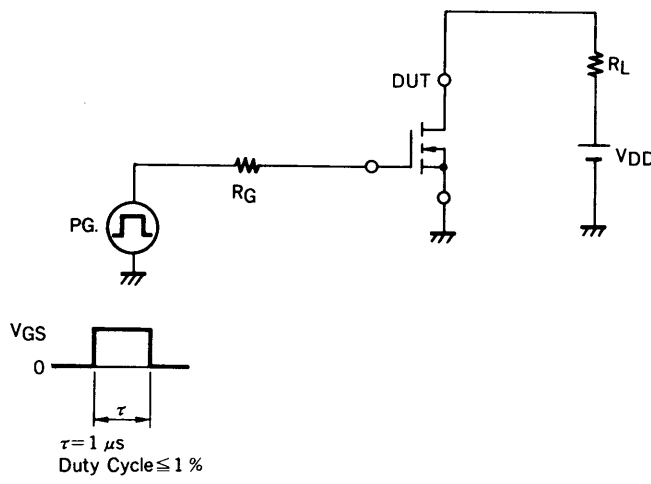 DUT
RL
VDD
RG
PG.
VGS
0
τ
τ=1 μs
Duty Cycle≦1 %